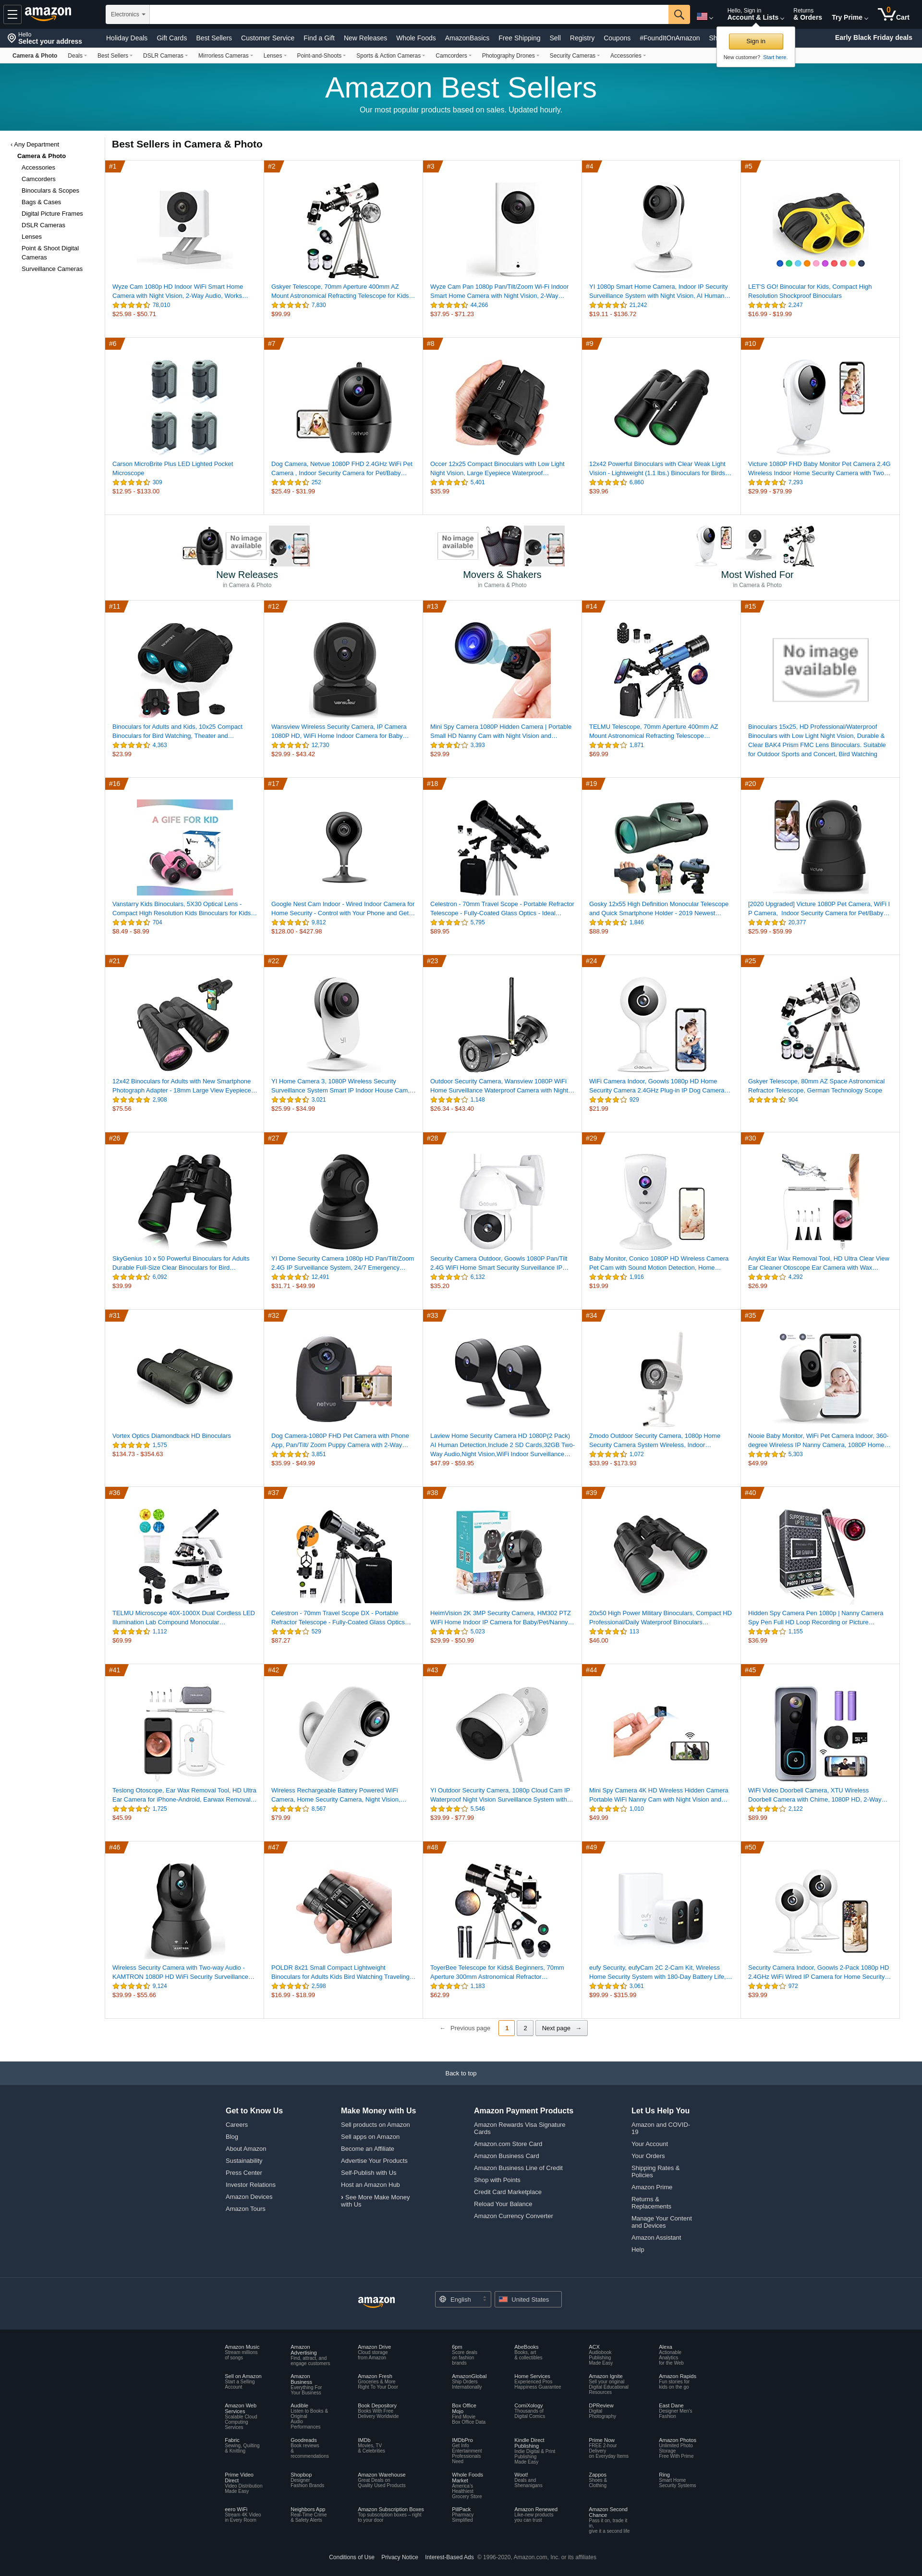 Electronics
amazon
Hello, Sign in
Account & Lists
Returns
& Orders
Try Prime
0
Cart
Hello
Select your address
Holiday Deals Gift Cards Best Sellers Customer Service Find a Gift New Releases Whole Foods AmazonBasics Free Shipping Sell Registry Coupons #FoundItOnAmazon
Early Black Friday deals
Sign in
New customer? Start here.
Camera & Photo Deals Best Sellers DSLR Cameras Mirrorless Cameras Lenses Point-and-Shoots Sports & Action Cameras Camcorders Photography Drones Security Cameras Accessories
Amazon Best Sellers
Our most popular products based on sales. Updated hourly.
‹ Any Department
Camera & Photo
Accessories
Camcorders
Binoculars & Scopes
Bags & Cases
Digital Picture Frames
DSLR Cameras
Lenses
Point & Shoot Digital
Cameras
Surveillance Cameras
Best Sellers in Camera & Photo
#1
Wyze Cam 1080p HD Indoor WiFi Smart Home
Camera with Night Vision, 2-Way Audio, Works…
78,010
$25.98 - $50.71
#2
Gskyer Telescope, 70mm Aperture 400mm AZ
Mount Astronomical Refracting Telescope for Kids…
7,830
$99.99
#3
Wyze Cam Pan 1080p Pan/Tilt/Zoom Wi-Fi Indoor
Smart Home Camera with Night Vision, 2-Way…
44,266
$37.95 - $71.23
#4
YI 1080p Smart Home Camera, Indoor IP Security
Surveillance System with Night Vision, AI Human…
21,242
$19.11 - $136.72
#5
LET'S GO! Binocular for Kids, Compact High
Resolution Shockproof Binoculars
2,247
$16.99 - $19.99
#6
Carson MicroBrite Plus LED Lighted Pocket
Microscope
309
$12.95 - $133.00
#7
netvue
Dog Camera, Netvue 1080P FHD 2.4GHz WiFi Pet
Camera , Indoor Security Camera for Pet/Baby…
252
$25.49 - $31.99
#8
Occer 12x25 Compact Binoculars with Low Light
Night Vision, Large Eyepiece Waterproof…
5,401
$35.99
#9
12x42 Powerful Binoculars with Clear Weak Light
Vision - Lightweight (1.1 lbs.) Binoculars for Birds…
6,860
$39.96
#10
Victure 1080P FHD Baby Monitor Pet Camera 2.4G
Wireless Indoor Home Security Camera with Two…
7,293
$29.99 - $79.99
No image
available
New Releases
in Camera & Photo
No image
available
Movers & Shakers
in Camera & Photo
Most Wished For
in Camera & Photo
#11
Binoculars for Adults and Kids, 10x25 Compact
Binoculars for Bird Watching, Theater and…
4,363
$23.99
#12
Wansview Wireless Security Camera, IP Camera
1080P HD, WiFi Home Indoor Camera for Baby…
12,730
$29.99 - $43.42
#13
Mini Spy Camera 1080P Hidden Camera | Portable
Small HD Nanny Cam with Night Vision and…
3,393
$29.99
#14
TELMU Telescope, 70mm Aperture 400mm AZ
Mount Astronomical Refracting Telescope…
1,871
$69.99
#15
No image
available
Binoculars 15x25, HD Professional/Waterproof
Binoculars with Low Light Night Vision, Durable &
Clear BAK4 Prism FMC Lens Binoculars. Suitable
for Outdoor Sports and Concert, Bird Watching
#16
A GIFE FOR KID
Vanstarry Kids Binoculars, 5X30 Optical Lens -
Compact High Resolution Kids Binoculars for Kids…
704
$8.49 - $8.99
#17
Google Nest Cam Indoor - Wired Indoor Camera for
Home Security - Control with Your Phone and Get…
9,812
$128.00 - $427.98
#18
Celestron - 70mm Travel Scope - Portable Refractor
Telescope - Fully-Coated Glass Optics - Ideal…
5,795
$89.95
#19
Gosky 12x55 High Definition Monocular Telescope
and Quick Smartphone Holder - 2019 Newest…
1,846
$88.99
#20
[2020 Upgraded] Victure 1080P Pet Camera, WiFi I
P Camera, Indoor Security Camera for Pet/Baby…
20,377
$25.99 - $59.99
#21
12x42 Binoculars for Adults with New Smartphone
Photograph Adapter - 18mm Large View Eyepiece…
2,908
$75.56
#22
YI Home Camera 3, 1080P Wireless Security
Surveillance System Smart IP Indoor House Cam,…
3,021
$25.99 - $34.99
#23
Outdoor Security Camera, Wansview 1080P WiFi
Home Surveillance Waterproof Camera with Night…
1,148
$26.34 - $43.40
#24
WiFi Camera Indoor, Goowls 1080p HD Home
Security Camera 2.4GHz Plug-in IP Dog Camera…
929
$21.99
#25
Gskyer Telescope, 80mm AZ Space Astronomical
Refractor Telescope, German Technology Scope
904
#26
SkyGenius 10 x 50 Powerful Binoculars for Adults
Durable Full-Size Clear Binoculars for Bird…
6,092
$39.99
#27
YI Dome Security Camera 1080p HD Pan/Tilt/Zoom
2.4G IP Surveillance System, 24/7 Emergency…
12,491
$31.71 - $49.99
#28
Security Camera Outdoor, Goowls 1080P Pan/Tilt
2.4G WiFi Home Smart Security Surveillance IP…
6,132
$35.20
#29
Baby Monitor, Conico 1080P HD Wireless Camera
Pet Cam with Sound Motion Detection, Home…
1,916
$19.99
#30
Anykit Ear Wax Removal Tool, HD Ultra Clear View
Ear Cleaner Otoscope Ear Camera with Wax…
4,292
$26.99
#31
Vortex Optics Diamondback HD Binoculars
1,575
$134.73 - $354.63
#32
netvue
Dog Camera-1080P FHD Pet Camera with Phone
App, Pan/Tilt/ Zoom Puppy Camera with 2-Way…
3,851
$35.99 - $49.99
#33
Laview Home Security Camera HD 1080P(2 Pack)
AI Human Detection,Include 2 SD Cards,32GB Two-
Way Audio,Night Vision,WiFi Indoor Surveillance…
$47.99 - $59.95
#34
Zmodo Outdoor Security Camera, 1080p Home
Security Camera System Wireless, Indoor…
1,072
$33.99 - $173.93
#35
Nooie Baby Monitor, WiFi Pet Camera Indoor, 360-
degree Wireless IP Nanny Camera, 1080P Home…
5,303
$49.99
#36
TELMU Microscope 40X-1000X Dual Cordless LED
Illumination Lab Compound Monocular…
1,112
$69.99
#37
Celestron - 70mm Travel Scope DX - Portable
Refractor Telescope - Fully-Coated Glass Optics…
529
$87.27
#38
HeimVision 2K 3MP Security Camera, HM302 PTZ
WiFi Home Indoor IP Camera for Baby/Pet/Nanny…
5,023
$29.99 - $50.99
#39
20x50 High Power Military Binoculars, Compact HD
Professional/Daily Waterproof Binoculars…
113
$46.00
#40
Hidden Spy Camera Pen 1080p | Nanny Camera
Spy Pen Full HD Loop Recording or Picture…
1,155
$36.99
#41
Teslong Otoscope, Ear Wax Removal Tool, HD Ultra
Ear Camera for iPhone-Android, Earwax Removal…
1,725
$45.99
#42
Wireless Rechargeable Battery Powered WiFi
Camera, Home Security Camera, Night Vision,…
8,567
$79.99
#43
YI Outdoor Security Camera, 1080p Cloud Cam IP
Waterproof Night Vision Surveillance System with…
5,546
$39.99 - $77.99
#44
Mini Spy Camera 4K HD Wireless Hidden Camera
Portable WiFi Nanny Cam with Night Vision and…
1,010
$49.99
#45
WiFi Video Doorbell Camera, XTU Wireless
Doorbell Camera with Chime, 1080P HD, 2-Way…
2,122
$89.99
#46
Wireless Security Camera with Two-way Audio -
KAMTRON 1080P HD WiFi Security Surveillance…
9,124
$39.99 - $55.66
#47
POLDR 8x21 Small Compact Lightweight
Binoculars for Adults Kids Bird Watching Traveling…
2,598
$16.99 - $18.99
#48
ToyerBee Telescope for Kids& Beginners, 70mm
Aperture 300mm Astronomical Refractor…
1,183
$62.99
#49
eufy Security, eufyCam 2C 2-Cam Kit, Wireless
Home Security System with 180-Day Battery Life,…
3,061
$99.99 - $315.99
#50
Security Camera Indoor, Goowls 2-Pack 1080p HD
2.4GHz WiFi Wired IP Camera for Home Security…
972
$39.99
← Previous page 1 2 Next page →
Back to top
Get to Know Us
Careers
Blog
About Amazon
Sustainability
Press Center
Investor Relations
Amazon Devices
Amazon Tours
Make Money with Us
Sell products on Amazon
Sell apps on Amazon
Become an Affiliate
Advertise Your Products
Self-Publish with Us
Host an Amazon Hub
› See More Make Money
with Us
Amazon Payment Products
Amazon Rewards Visa Signature
Cards
Amazon.com Store Card
Amazon Business Card
Amazon Business Line of Credit
Shop with Points
Credit Card Marketplace
Reload Your Balance
Amazon Currency Converter
Let Us Help You
Amazon and COVID-
19
Your Account
Your Orders
Shipping Rates &
Policies
Amazon Prime
Returns &
Replacements
Manage Your Content
and Devices
Amazon Assistant
Help
amazon
English
United States
Amazon Music
Stream millions
of songs
Amazon
Advertising
Find, attract, and
engage customers
Amazon Drive
Cloud storage
from Amazon
6pm
Score deals
on fashion
brands
AbeBooks
Books, art
& collectibles
ACX
Audiobook
Publishing
Made Easy
Alexa
Actionable
Analytics
for the Web
Sell on Amazon
Start a Selling
Account
Amazon
Business
Everything For
Your Business
Amazon Fresh
Groceries & More
Right To Your Door
AmazonGlobal
Ship Orders
Internationally
Home Services
Experienced Pros
Happiness Guarantee
Amazon Ignite
Sell your original
Digital Educational
Resources
Amazon Rapids
Fun stories for
kids on the go
Amazon Web
Services
Scalable Cloud
Computing
Services
Audible
Listen to Books &
Original
Audio
Performances
Book Depository
Books With Free
Delivery Worldwide
Box Office
Mojo
Find Movie
Box Office Data
ComiXology
Thousands of
Digital Comics
DPReview
Digital
Photography
East Dane
Designer Men's
Fashion
Fabric
Sewing, Quilting
& Knitting
Goodreads
Book reviews
&
recommendations
IMDb
Movies, TV
& Celebrities
IMDbPro
Get Info
Entertainment
Professionals
Need
Kindle Direct
Publishing
Indie Digital & Print
Publishing
Made Easy
Prime Now
FREE 2-hour
Delivery
on Everyday Items
Amazon Photos
Unlimited Photo
Storage
Free With Prime
Prime Video
Direct
Video Distribution
Made Easy
Shopbop
Designer
Fashion Brands
Amazon Warehouse
Great Deals on
Quality Used Products
Whole Foods
Market
America's
Healthiest
Grocery Store
Woot!
Deals and
Shenanigans
Zappos
Shoes &
Clothing
Ring
Smart Home
Security Systems
eero WiFi
Stream 4K Video
in Every Room
Neighbors App
Real-Time Crime
& Safety Alerts
Amazon Subscription Boxes
Top subscription boxes – right
to your door
PillPack
Pharmacy
Simplified
Amazon Renewed
Like-new products
you can trust
Amazon Second
Chance
Pass it on, trade it
in,
give it a second life
Conditions of Use Privacy Notice Interest-Based Ads © 1996-2020, Amazon.com, Inc. or its affiliates